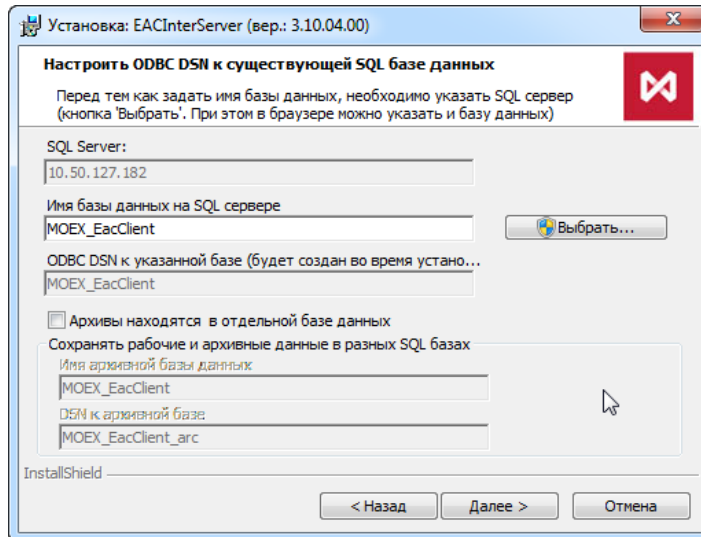 Установка: EACInterServer (вер.: 3.10.04.00)
Настроить ODBC DSN к существующей SQL базе данных
Перед тем как задать имя базы данных, необходимо указать SQL сервер
(кнопка 'Выбрать'. При этом в браузере можно указать и базу данных)
SQL Server:
10.50.127.182
Имя базы данных на SQL сервере
MOEX_EacClient
Выбрать...
ODBC DSN к указанной базе (будет создан во время устано...
MOEX_EacClient
Архивы находятся в отдельной базе данных
Сохранять рабочие и архивные данные в разных SQL базах
Имя архивной базы данных
MOEX_EacClient
DSN к архивной базе
MOEX_EacClient_arc
InstallShield
< Назад
Далее >
Отмена